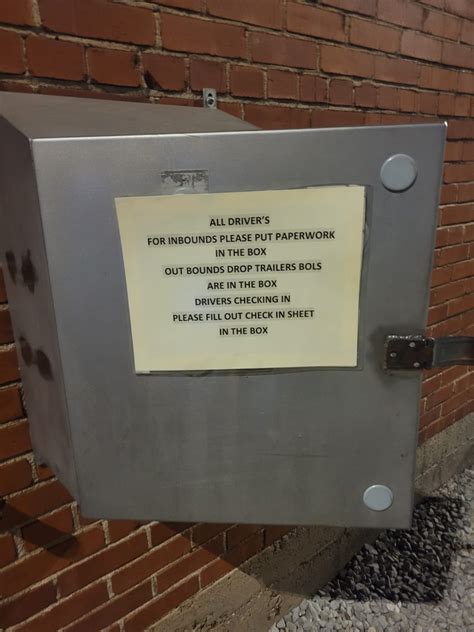 ALL DRIVER'S
FOR INBOUNDS PLEASE PUT PAPERWORK
IN THE BOX
OUT BOUNDS DROP TRAILERS BOLS
ARE IN THE BOX
DRIVERS CHECKING IN
PLEASE FILL OUT CHECK IN SHEET
IN THE BOX